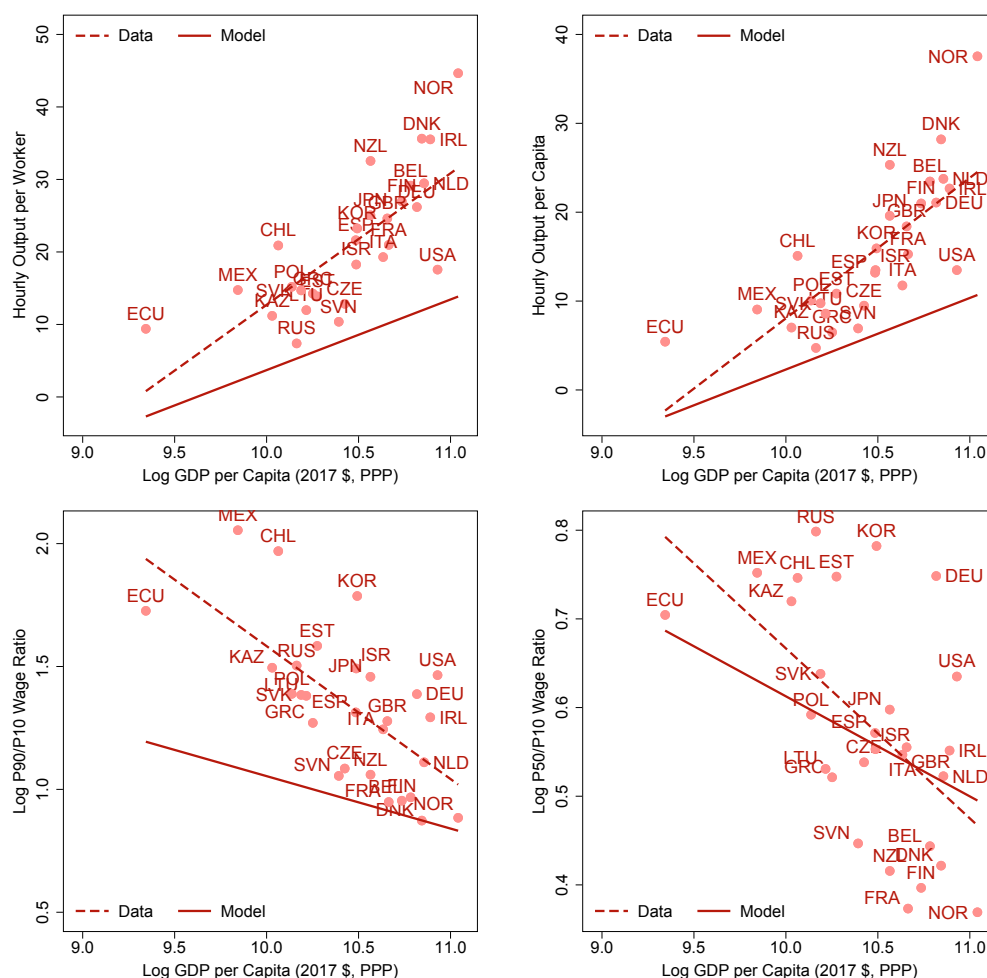 50
40
30
20
10
0
Hourly Output per Worker
Data
Model
NOR
DNK
IRL
NZL
BEL
FIN
NLD
JPN
DEU
KOR
GBR
ESP
FRA
CHL
ITA
ISR
USA
MEX
POL
GRC
EST
SVK
LTU
CZE
KAZ
SVN
ECU
RUS
9.0
9.5
10.0
10.5
11.0
Log GDP per Capita (2017 $, PPP)
40
30
20
10
0
Hourly Output per Capita
Data
Model
NOR
DNK
NZL
BEL
NLD
FIN
IRL
JPN
DEU
GBR
KOR
FRA
CHL
ESP
ISR
USA
ITA
EST
POL
CZE
MEX
SVK
LTU
KAZ
GRC
SVN
ECU
RUS
9.0
9.5
10.0
10.5
11.0
Log GDP per Capita (2017 $, PPP)
2.0
1.5
1.0
0.5
Log P90/P10 Wage Ratio
MEX
CHL
KOR
ECU
EST
KAZ
RUS
JPN
ISR
USA
POL
LTU
SVK
ESP
DEU
GBR
GRC
ITA
IRL
CZE
NZL
SVN
NLD
FRA
BEL
FIN
DNK
NOR
Data
Model
9.0
9.5
10.0
10.5
11.0
Log GDP per Capita (2017 $, PPP)
0.8
0.7
0.6
0.5
0.4
Log P50/P10 Wage Ratio
RUS
KOR
MEX
CHL
EST
DEU
KAZ
ECU
SVK
USA
POL
JPN
ESP
ISR
CZE
IRL
LTU
GBR
GRC
ITA
NLD
SVN
BEL
NZL
DNK
FIN
FRA
NOR
Data
Model
9.0
9.5
10.0
10.5
11.0
Log GDP per Capita (2017 $, PPP)